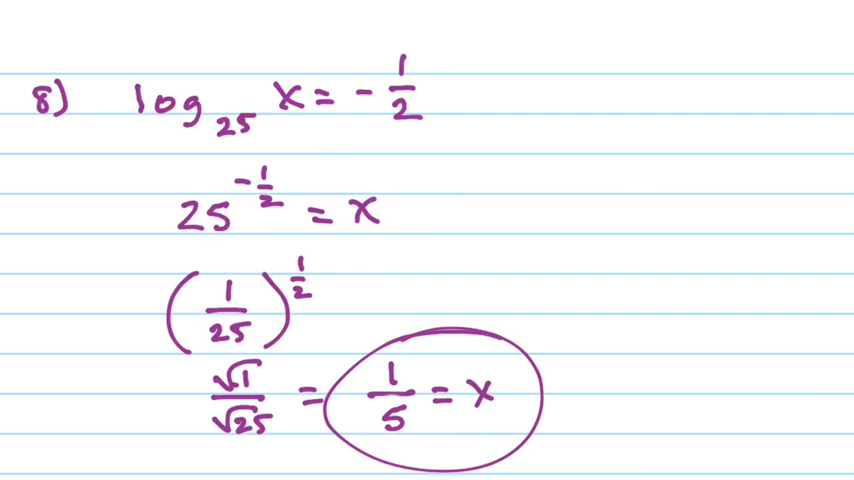 8) log₂₅ x = -1/2
25^(-1/2) = x
(1/25)^(1/2)
√1/√25 = 1/5 = x